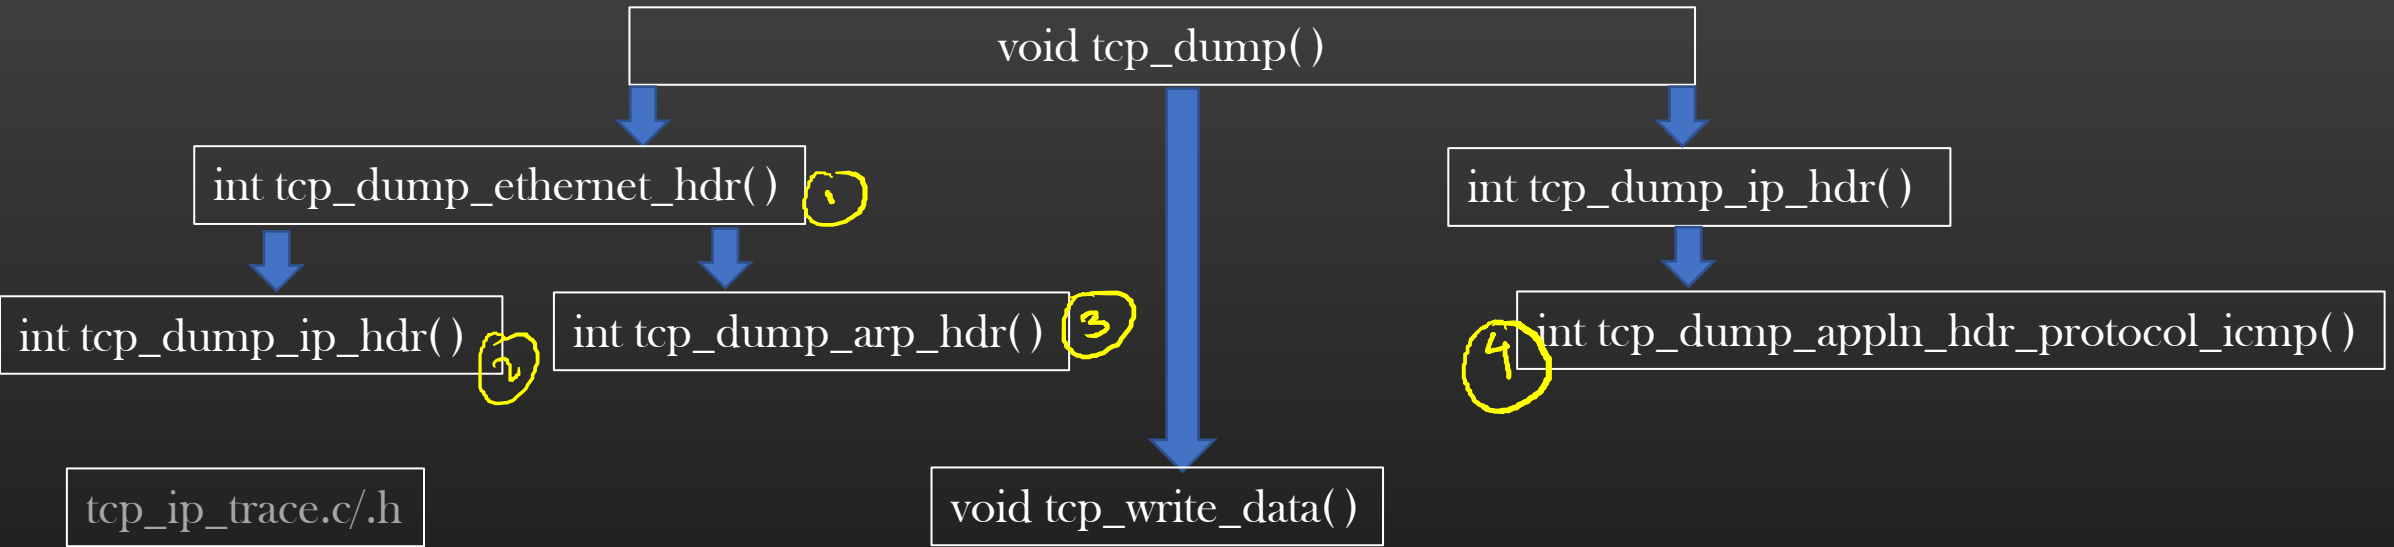 void tcp_dump()
int tcp_dump_ethernet_hdr()
1
int tcp_dump_ip_hdr()
int tcp_dump_ip_hdr()
2
int tcp_dump_arp_hdr()
3
4
int tcp_dump_appln_hdr_protocol_icmp()
tcp_ip_trace.c/.h
void tcp_write_data()